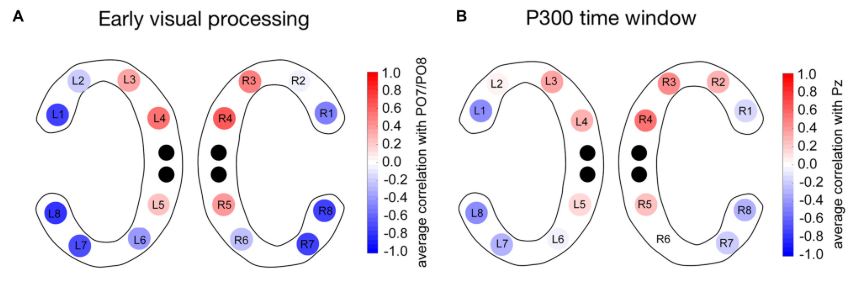 A Early visual processing
L2 L3 R3 R2
L1 L4 R4 R1
L8 L5 R5 R8
L7 L6 R6 R7
1.0
0.8
0.6
0.4
0.2
0.0
-0.2
-0.4
-0.6
-0.8
-1.0
average correlation with PO7/PO8
B P300 time window
L2 L3 R3 R2
L1 L4 R4 R1
L8 L5 R5 R8
L7 L6 R6 R7
1.0
0.8
0.6
0.4
0.2
0.0
-0.2
-0.4
-0.6
-0.8
-1.0
average correlation with Pz